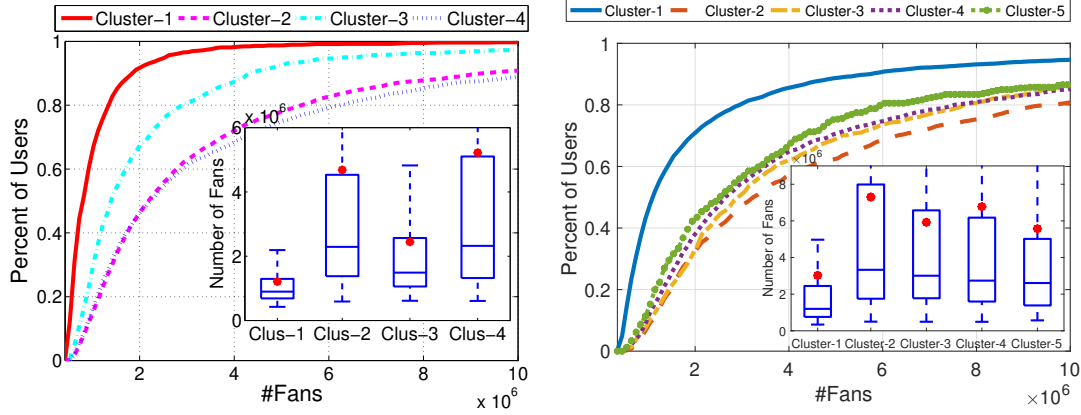 Cluster-1 Cluster-2 Cluster-3 Cluster-4
Percent of Users
1
0.8
0.6
0.4
0.2
0
2 4 6 8 10
#Fans
x 10^6
x 10^6
Number of Fans
6
4
2
0
Clus-1 Clus-2 Clus-3 Clus-4
Cluster-1 Cluster-2 Cluster-3 Cluster-4 Cluster-5
Percent of Users
1
0.8
0.6
0.4
0.2
0
2 4 6 8 10
#Fans
×10^6
×10^6
Number of Fans
8
6
4
2
0
Cluster-1 Cluster-2 Cluster-3 Cluster-4 Cluster-5